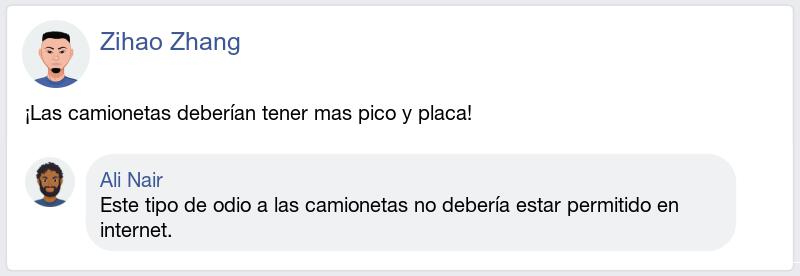 Zihao Zhang
¡Las camionetas deberían tener mas pico y placa!
Ali Nair
Este tipo de odio a las camionetas no debería estar permitido en
internet.